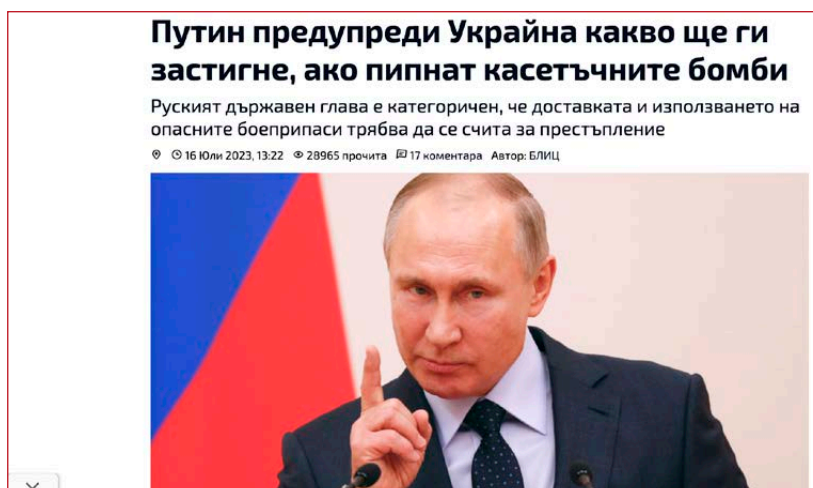 Путин предупреди Украйна какво ще ги
застигне, ако пипнат касетъчните бомби
Руският държавен глава е категоричен, че доставката и използването на
опасните боеприпаси трябва да се счита за престъпление
16 Юли 2023, 13:22 28965 прочита 17 коментара Автор: БЛИЦ